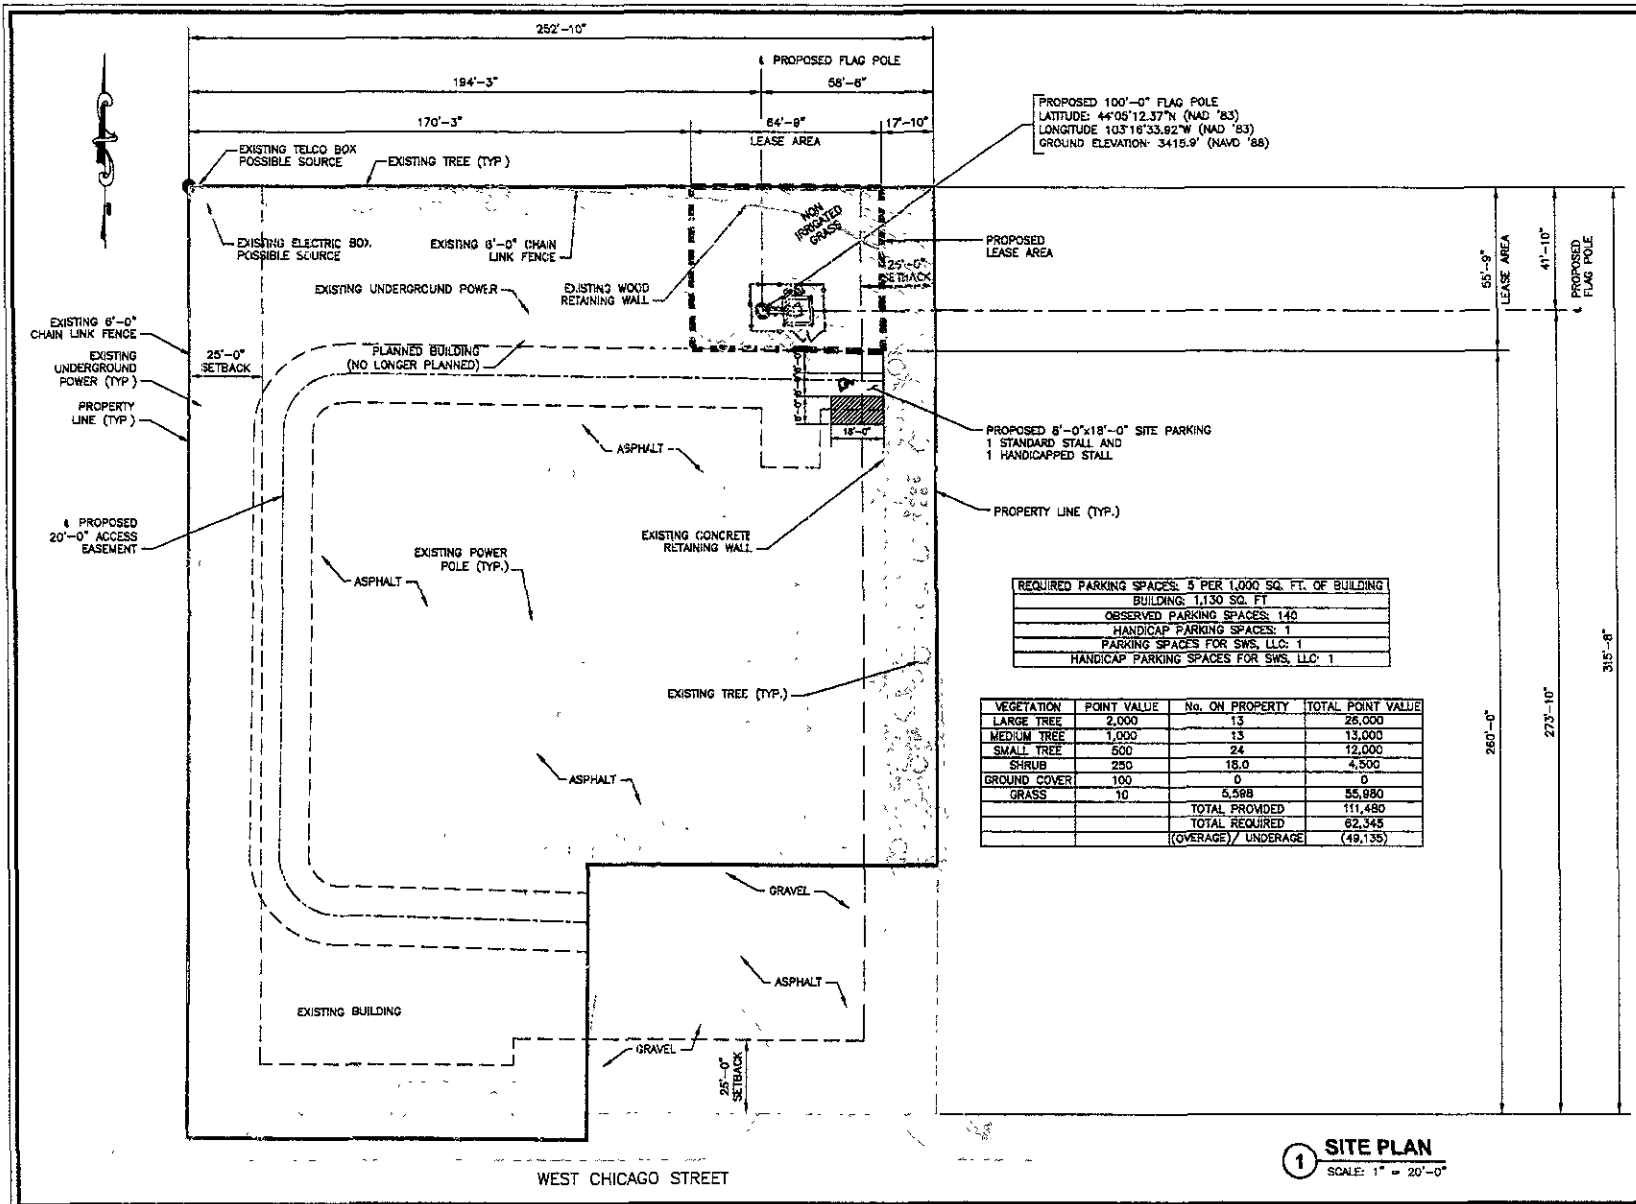 252'-10"
℄ PROPOSED FLAG POLE
194'-3"
58'-6"
170'-3"
64'-9"
17'-10"
LEASE AREA
PROPOSED 100'-0" FLAG POLE
LATITUDE: 44°05'12.37"N (NAD '83)
LONGITUDE 103°16'33.92"W (NAD '83)
GROUND ELEVATION: 3415.9' (NAVD '88)
EXISTING TELCO BOX
POSSIBLE SOURCE
EXISTING TREE (TYP)
EXISTING ELECTRIC BOX
POSSIBLE SOURCE
EXISTING 6'-0" CHAIN
LINK FENCE
NON
IRRIGATED
GRASS
PROPOSED
LEASE AREA
25'-0"
SETBACK
EXISTING UNDERGROUND POWER
EXISTING WOOD
RETAINING WALL
55'-9"
LEASE AREA
41'-10"
PROPOSED
FLAG POLE
℄
EXISTING 6'-0"
CHAIN LINK FENCE
EXISTING
UNDERGROUND
POWER (TYP)
PROPERTY
LINE (TYP)
25'-0"
SETBACK
PLANNED BUILDING
(NO LONGER PLANNED)
18'-0"
PROPOSED 8'-0"x18'-0" SITE PARKING
1 STANDARD STALL AND
1 HANDICAPPED STALL
ASPHALT
PROPERTY LINE (TYP.)
℄ PROPOSED
20'-0" ACCESS
EASEMENT
EXISTING CONCRETE
RETAINING WALL
EXISTING POWER
POLE (TYP.)
ASPHALT
REQUIRED PARKING SPACES: 5 PER 1,000 SQ. FT. OF BUILDING
BUILDING: 1,130 SQ. FT
OBSERVED PARKING SPACES: 140
HANDICAP PARKING SPACES: 1
PARKING SPACES FOR SWS, LLC: 1
HANDICAP PARKING SPACES FOR SWS, LLC: 1
315'-8"
EXISTING TREE (TYP.)
VEGETATION POINT VALUE No. ON PROPERTY TOTAL POINT VALUE
LARGE TREE 2,000 13 26,000
MEDIUM TREE 1,000 13 13,000
SMALL TREE 500 24 12,000
SHRUB 250 18.0 4,500
GROUND COVER 100 0 0
GRASS 10 5,598 55,980
TOTAL PROVIDED 111,480
TOTAL REQUIRED 62,345
(OVERAGE)/ UNDERAGE (49,135)
260'-0"
273'-10"
ASPHALT
GRAVEL
ASPHALT
EXISTING BUILDING
GRAVEL
25'-0"
SETBACK
WEST CHICAGO STREET
1 SITE PLAN
SCALE: 1" = 20'-0"